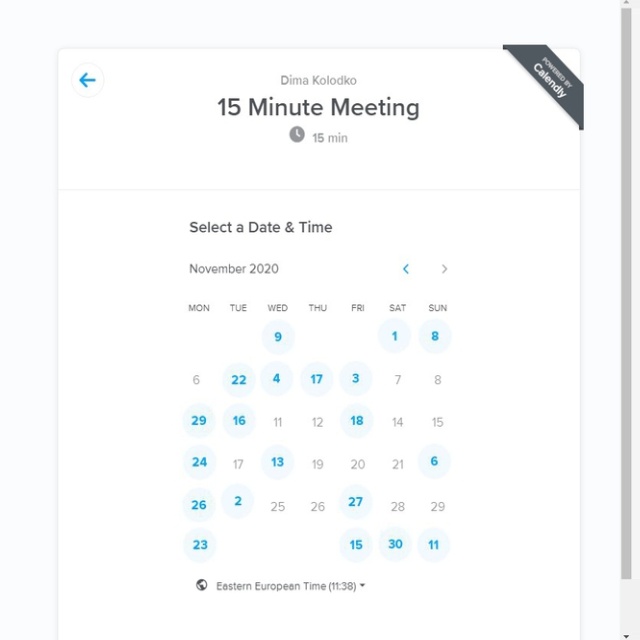 POWERED BY
Calendly
Dima Kolodko
15 Minute Meeting
15 min
Select a Date & Time
November 2020
MON TUE WED THU FRI SAT SUN
9 1 8
6 22 4 17 3 7 8
29 16 11 12 18 14 15
24 17 13 19 20 21 6
26 2 25 26 27 28 29
23 15 30 11
Eastern European Time (11:38)